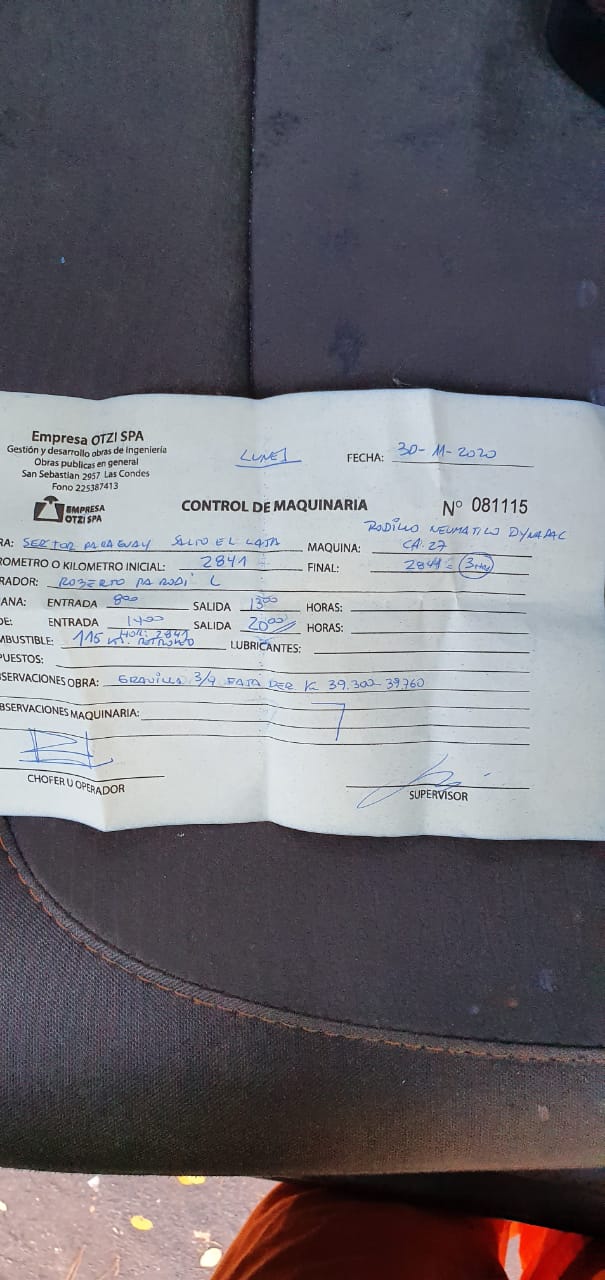 Empresa OTZI SPA
Gestión y desarrollo obras de Ingeniería
Obras publicas en general
San Sebastian 2957 Las Condes
Fono 225387413
EMPRESA
OTZI SPA
LUNES
FECHA: 30-11-2020
CONTROL DE MAQUINARIA
N° 081115
RODILLO NEUMATICO DYNAPAC
RA: SECTOR PARAGUAY SALTO EL LAJA
MAQUINA: CA. 27
ROMETRO O KILOMETRO INICIAL: 2841
FINAL: 2844 = 3
RADOR: ROBERTO PARODI L
ANA: ENTRADA 8 00 SALIDA 13 00 HORAS:
DE: ENTRADA 14 00 SALIDA 20 00 HORAS:
HOR: 2841
MBUSTIBLE: 115 LT. LUBRICANTES:
PUESTOS:
SERVACIONES OBRA: GRAVILLA 3/4 FAJA DER K 39.300-39.760
BSERVACIONES MAQUINARIA:
CHOFER U OPERADOR
SUPERVISOR